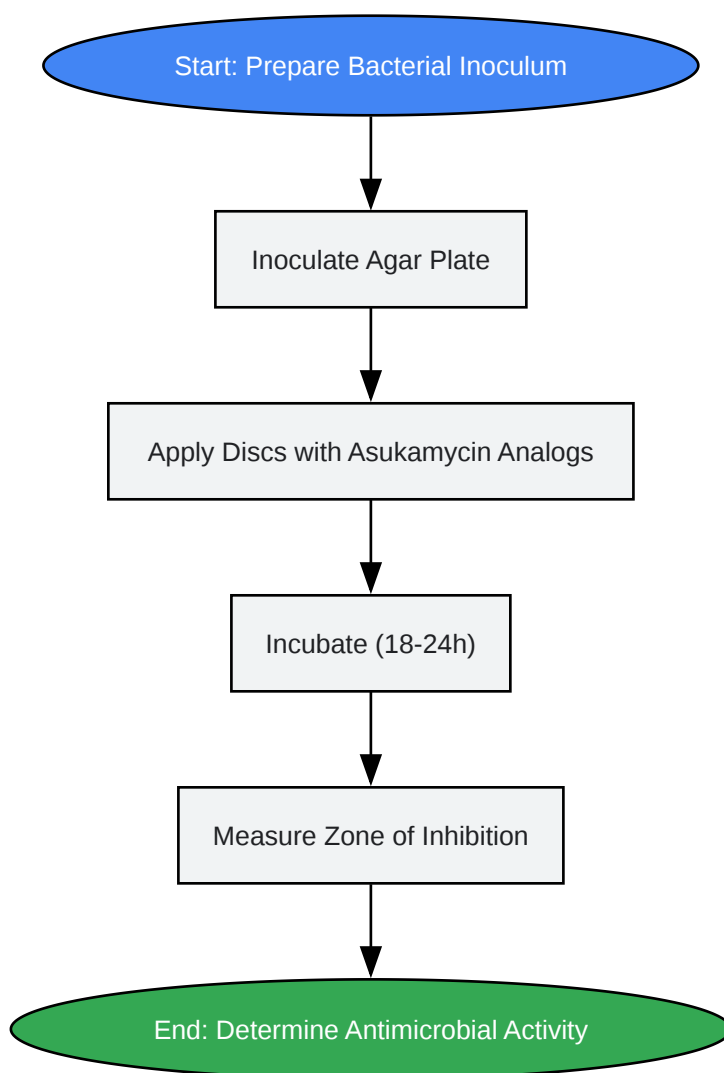 Start: Prepare Bacterial Inoculum
Inoculate Agar Plate
Apply Discs with Asukamycin Analogs
Incubate (18-24h)
Measure Zone of Inhibition
End: Determine Antimicrobial Activity